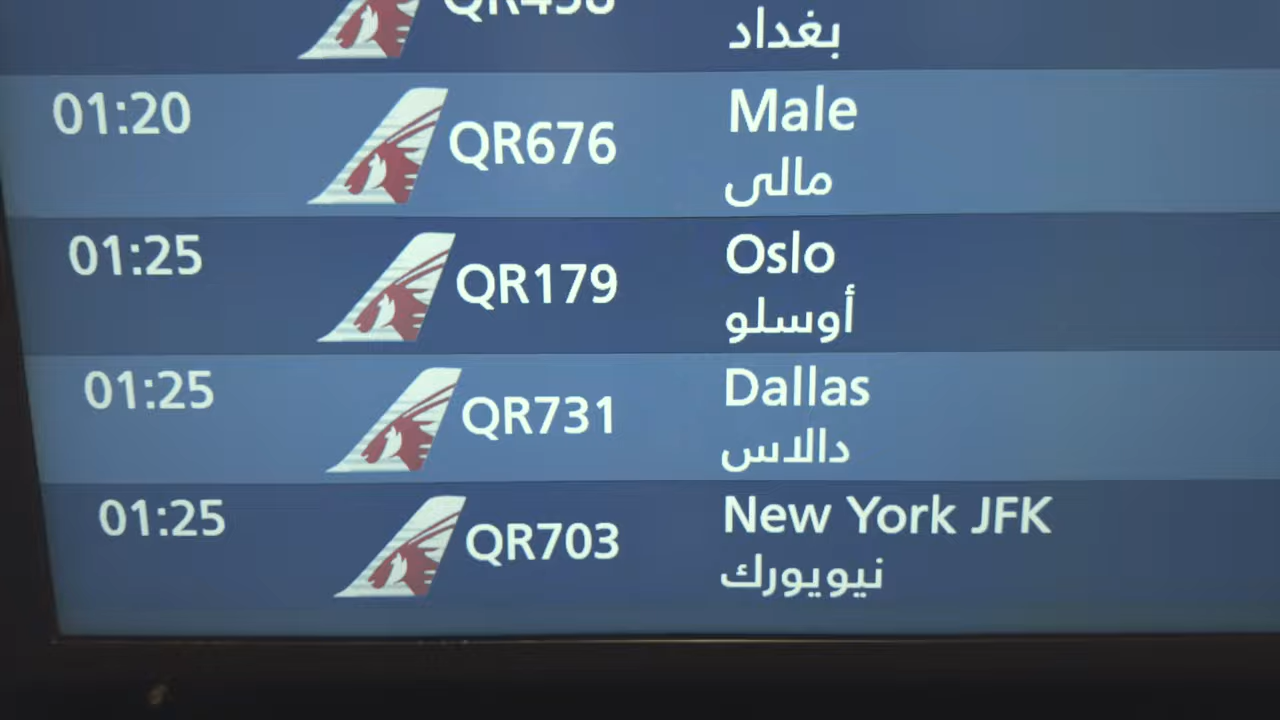 QR458
بغداد
01:20 QR676 Male
مالى
01:25 QR179 Oslo
أوسلو
01:25 QR731 Dallas
دالاس
01:25 QR703 New York JFK
نيويورك